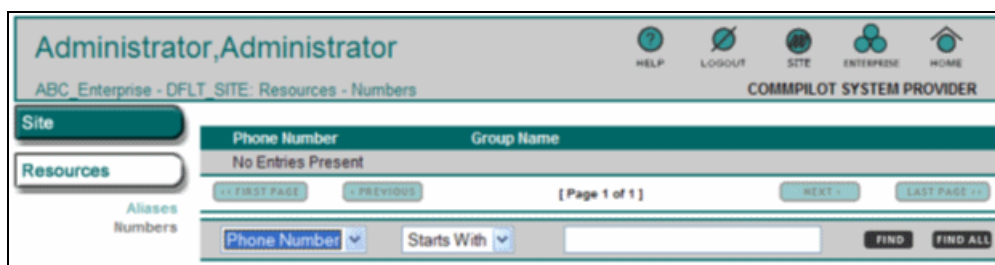 Administrator,Administrator
HELP LOGOUT SITE ENTERPRISE HOME
ABC_Enterprise - DFLT_SITE: Resources - Numbers
COMMPILOT SYSTEM PROVIDER
Site
Phone Number Group Name
No Entries Present
Resources
<< FIRST PAGE < PREVIOUS [ Page 1 of 1 ] NEXT > LAST PAGE >>
Aliases
Numbers
Phone Number Starts With FIND FIND ALL